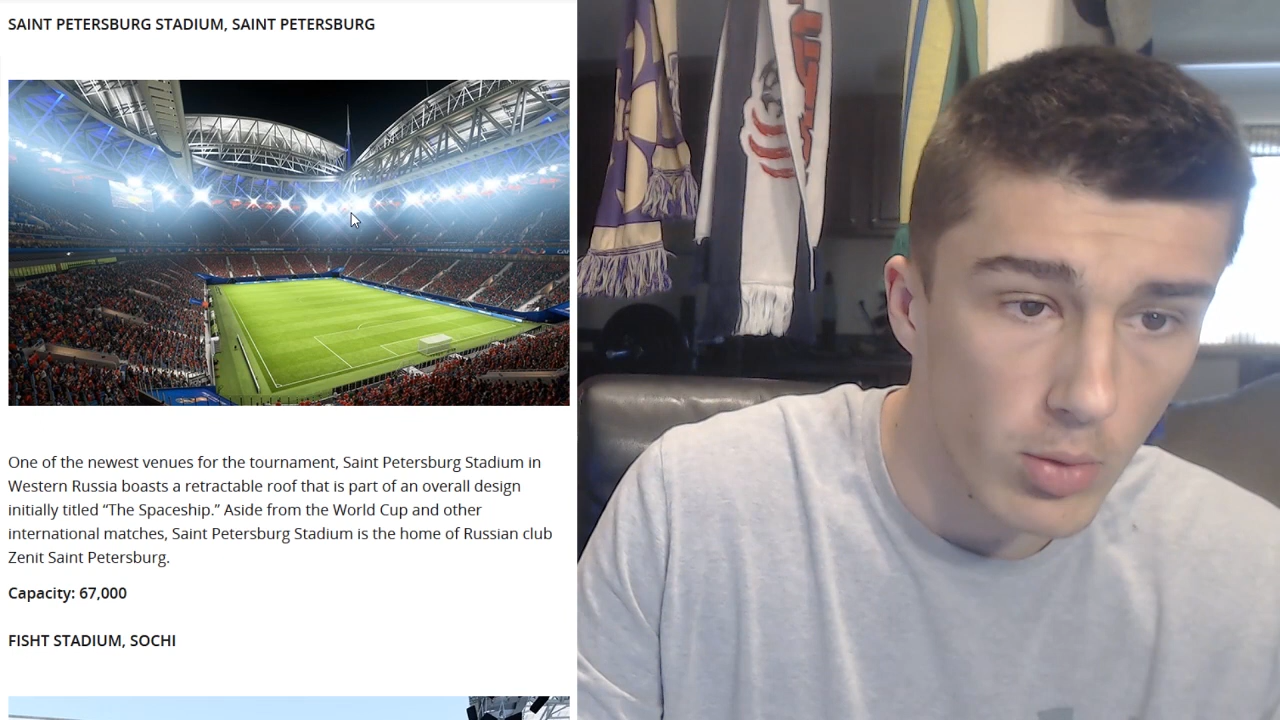 SAINT PETERSBURG STADIUM, SAINT PETERSBURG
One of the newest venues for the tournament, Saint Petersburg Stadium in
Western Russia boasts a retractable roof that is part of an overall design
initially titled “The Spaceship.” Aside from the World Cup and other
international matches, Saint Petersburg Stadium is the home of Russian club
Zenit Saint Petersburg.
Capacity: 67,000
FISHT STADIUM, SOCHI